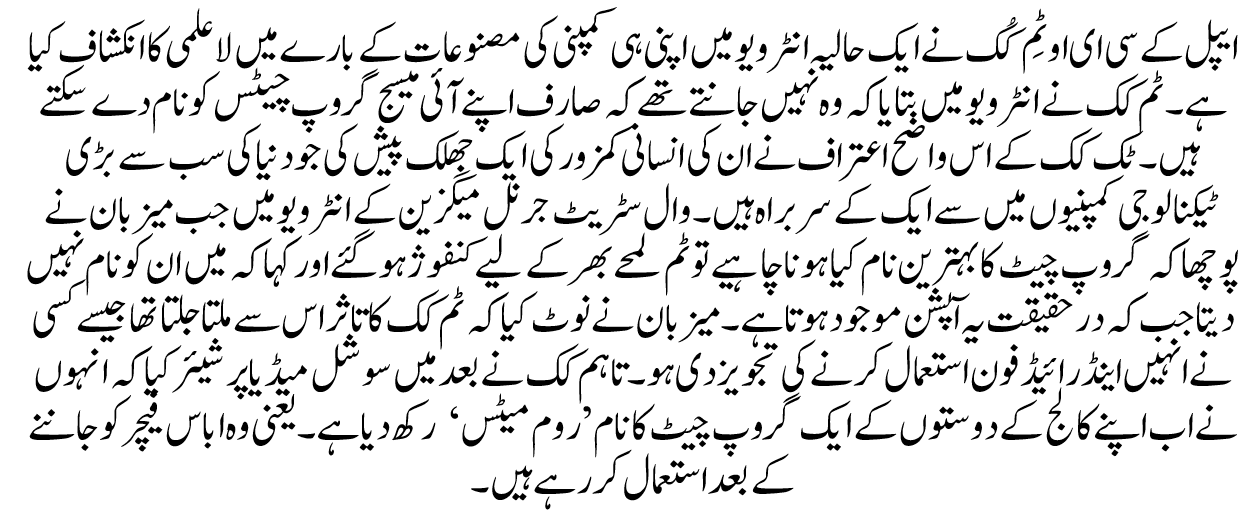 ایپل کے سی ای او ٹِم کُک نے ایک حالیہ انٹرویو میں اپنی ہی کمپنی کی مصنوعات کے بارے میں لاعلمی کا انکشاف کیا
ہے۔ ٹم کک نے انٹرویو میں بتایا کہ وہ نہیں جانتے تھے کہ صارف اپنے آئی میسج گروپ چیٹس کو نام دے سکتے
ہیں۔ ٹک کک کے اس واضح اعتراف نے ان کی انسانی کمزور کی ایک جھلک پیش کی جو دنیا کی سب سے بڑی
ٹیکنالوجی کمپنیوں میں سے ایک کے سربراہ ہیں۔ وال سٹریٹ جرنل میگزین کے انٹرویو میں جب میزبان نے
پوچھا کہ گروپ چیٹ کا بہترین نام کیا ہونا چاہیے تو ٹم لمحے بھر کے لیے کنفوژ ہو گئے اور کہا کہ میں ان کو نام نہیں
دیتا جب کہ در حقیقت یہ آپشن موجود ہوتا ہے۔ میزبان نے نوٹ کیا کہ ٹم کک کا تاثر اس سے ملتا جلتا تھا جیسے کسی
نے انہیں اینڈرائیڈ فون استعمال کرنے کی تجویز دی ہو۔ تاہم کک نے بعد میں سوشل میڈیا پر شیئر کیا کہ انہوں
نے اب اپنے کالج کے دوستوں کے ایک گروپ چیٹ کا نام ’روم میٹس‘ رکھ دیا ہے۔ یعنی وہ اباس فیچر کو جاننے
کے بعد استعمال کر رہے ہیں۔